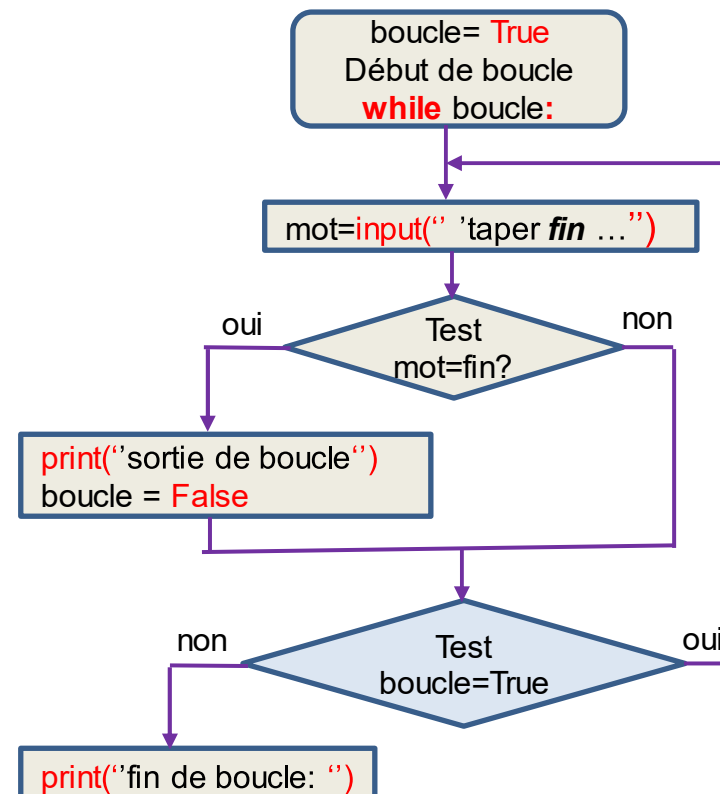 boucle= True
Début de boucle
while boucle:
mot=input(‘’ ’taper fin …’’)
oui
Test
mot=fin?
non
print(‘’sortie de boucle‘’)
boucle = False
non
Test
boucle=True
oui
print(‘’fin de boucle: ‘’)